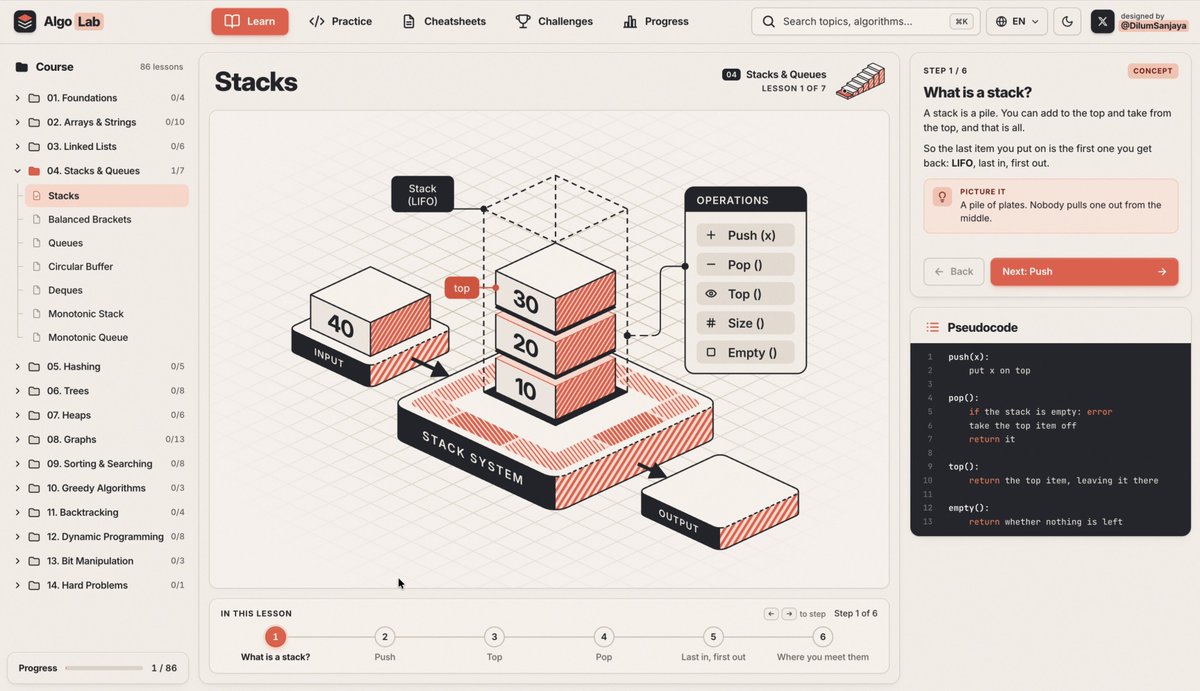 Algo Lab
Learn
Practice
Cheatsheets
Challenges
Progress
Search topics, algorithms...
⌘K
EN
designed by
@DilumSanjaya
Course
86 lessons
01. Foundations 0/4
02. Arrays & Strings 0/10
03. Linked Lists 0/6
04. Stacks & Queues 1/7
Stacks
Balanced Brackets
Queues
Circular Buffer
Deques
Monotonic Stack
Monotonic Queue
05. Hashing 0/5
06. Trees 0/8
07. Heaps 0/6
08. Graphs 0/13
09. Sorting & Searching 0/8
10. Greedy Algorithms 0/3
11. Backtracking 0/4
12. Dynamic Programming 0/8
13. Bit Manipulation 0/3
14. Hard Problems 0/1
Progress 1 / 86
Stacks
04 Stacks & Queues
LESSON 1 OF 7
Stack
(LIFO)
top
30
20
10
40
INPUT
STACK SYSTEM
OUTPUT
OPERATIONS
+ Push (x)
− Pop ()
Top ()
# Size ()
Empty ()
IN THIS LESSON
← → to step Step 1 of 6
1
What is a stack?
2
Push
3
Top
4
Pop
5
Last in, first out
6
Where you meet them
STEP 1 / 6
CONCEPT
What is a stack?
A stack is a pile. You can add to the top and take from
the top, and that is all.
So the last item you put on is the first one you get
back: LIFO, last in, first out.
PICTURE IT
A pile of plates. Nobody pulls one out from the
middle.
← Back
Next: Push →
Pseudocode
1 push(x):
2 put x on top
3
4 pop():
5 if the stack is empty: error
6 take the top item off
7 return it
8
9 top():
10 return the top item, leaving it there
11
12 empty():
13 return whether nothing is left